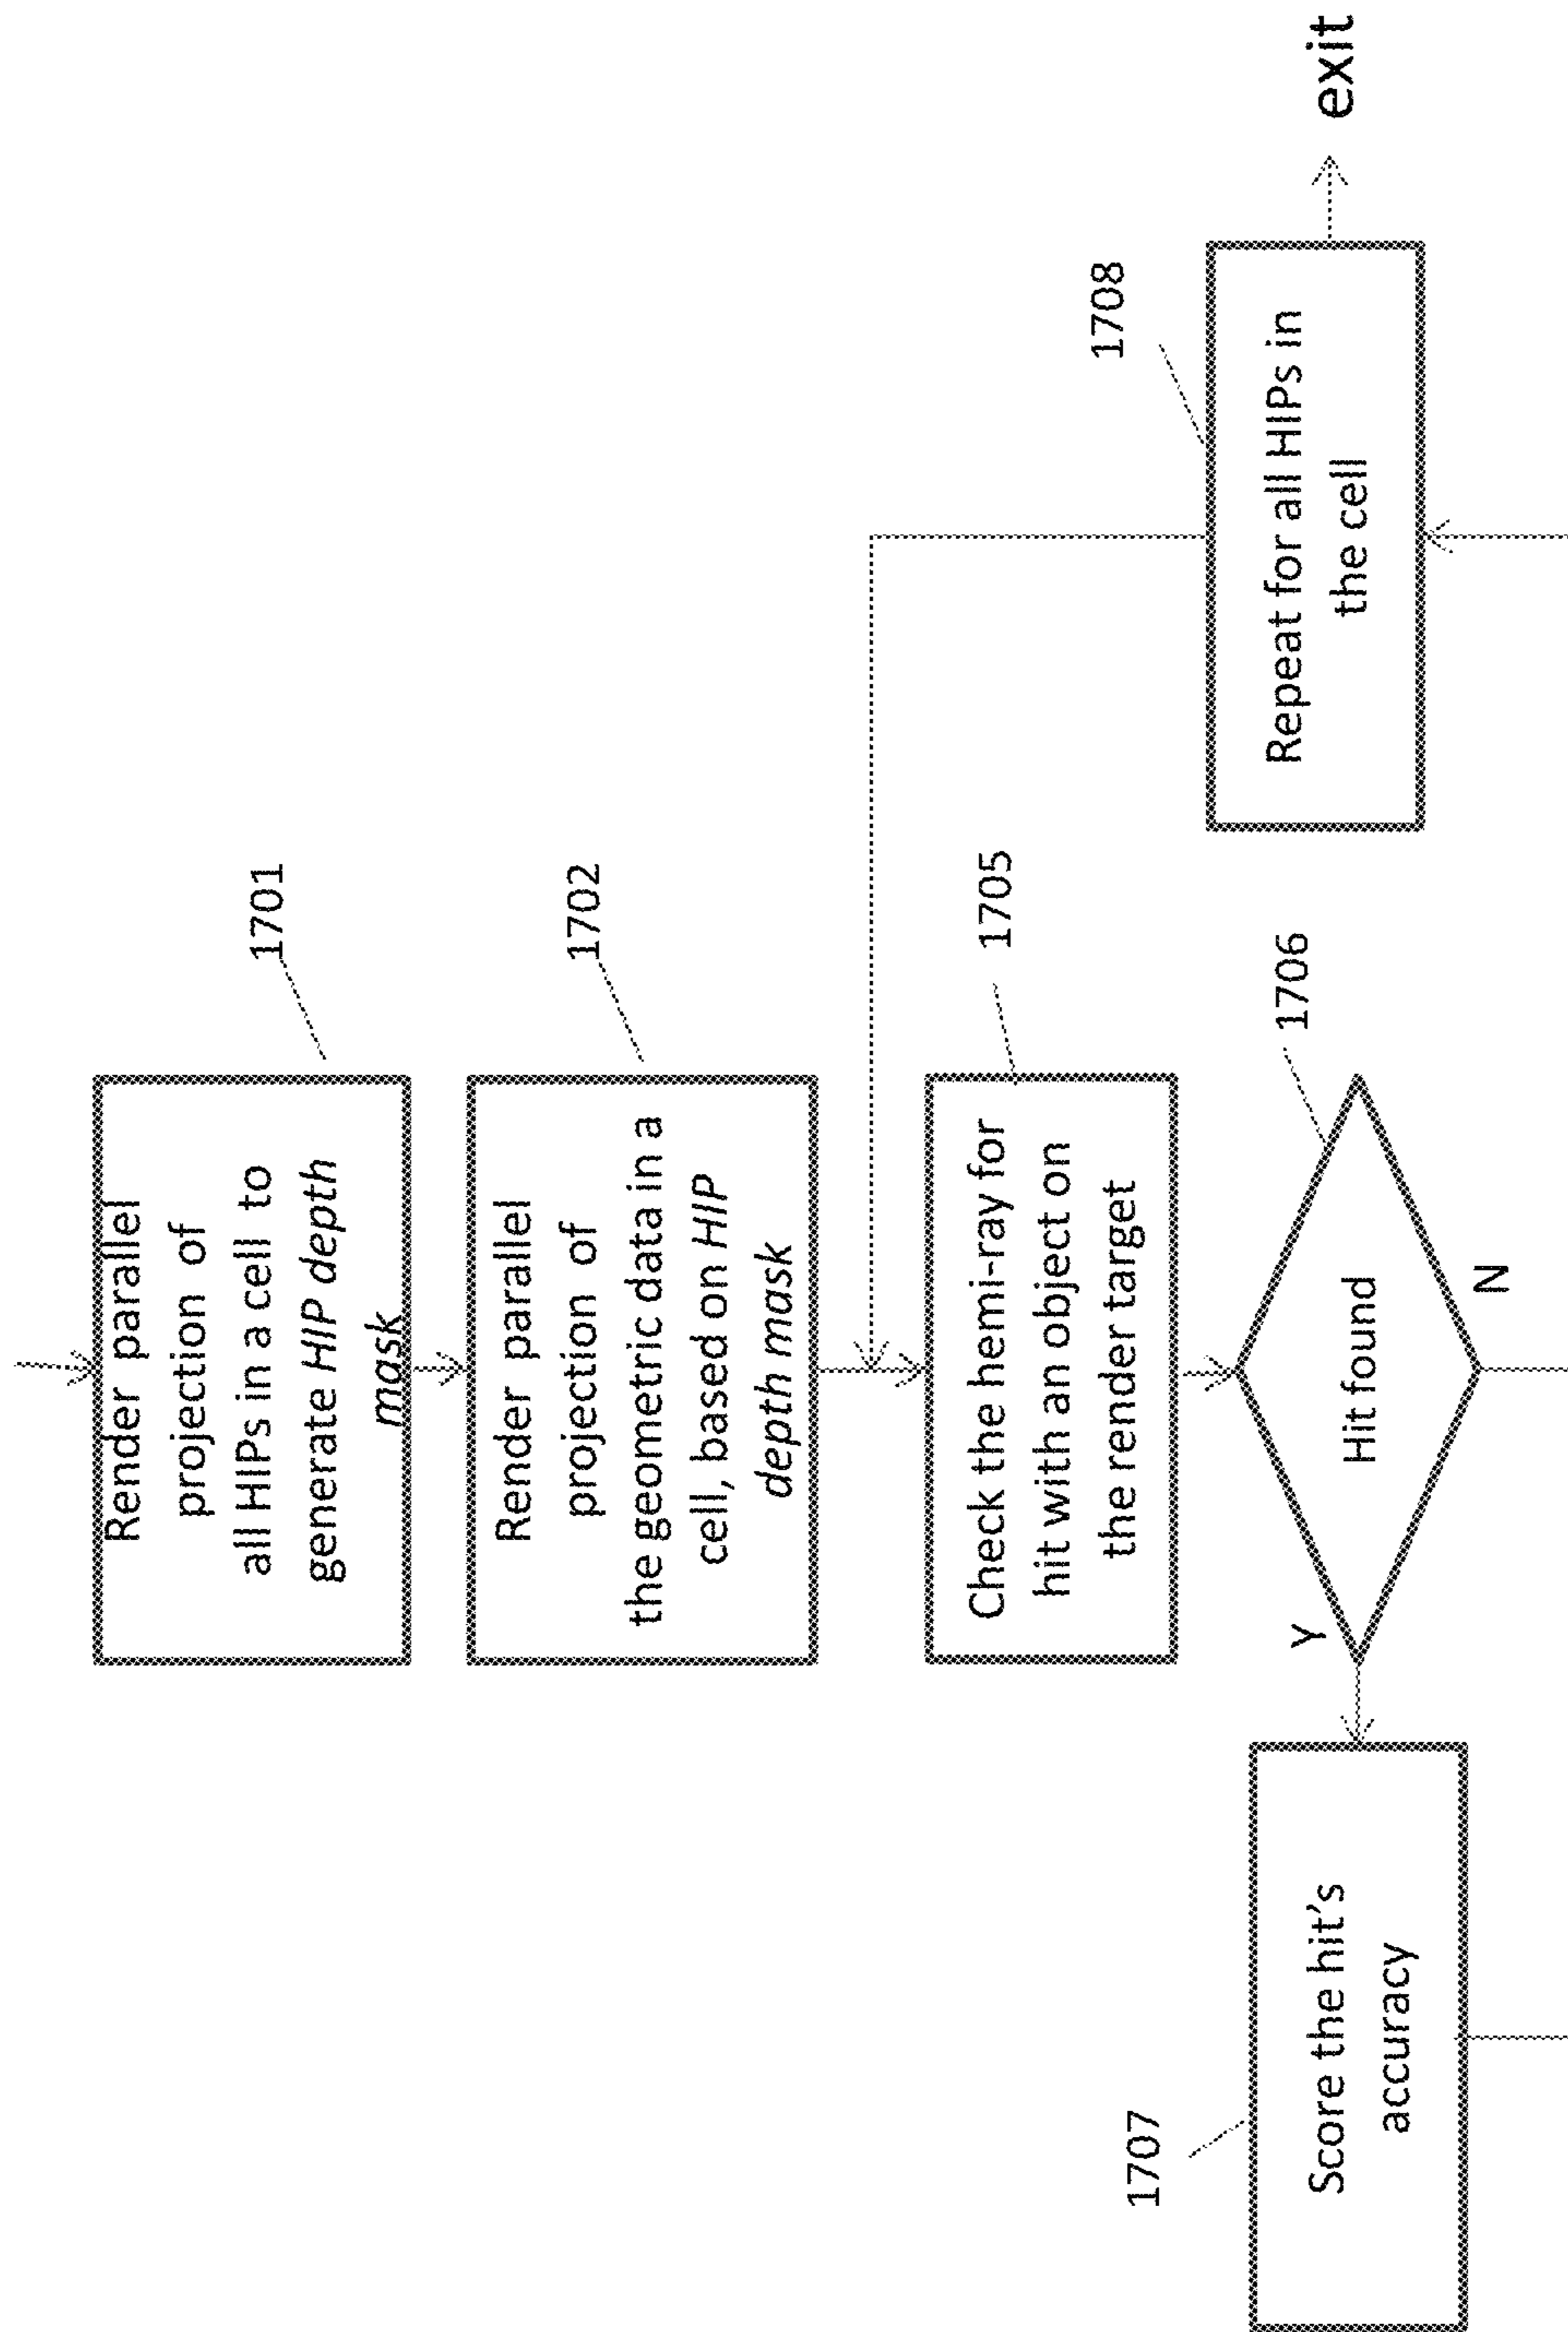 Render parallel
projection of
all HIPs in a cell to
generate HIP depth
mask
1701
Render parallel
projection of
the geometric data in a
cell, based on HIP
depth mask
1702
Check the hemi-ray for
hit with an object on
the render target
1705
Hit found
1706
Y
N
Score the hit's
accuracy
1707
Repeat for all HIPs in
the cell
1708
exit